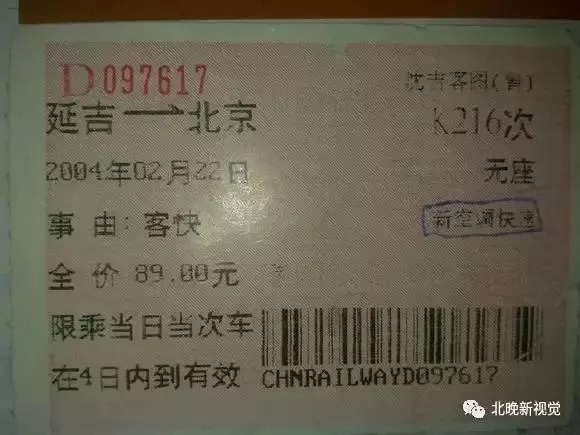 D097617
沈吉客图(售)
延吉→北京
K216次
2004年02月22日
无座
事 由: 客快
新空调快速
全 价 89.00元
限乘当日当次车
在4日内到有效
CHNRAILWAYD097617
北晚新视觉